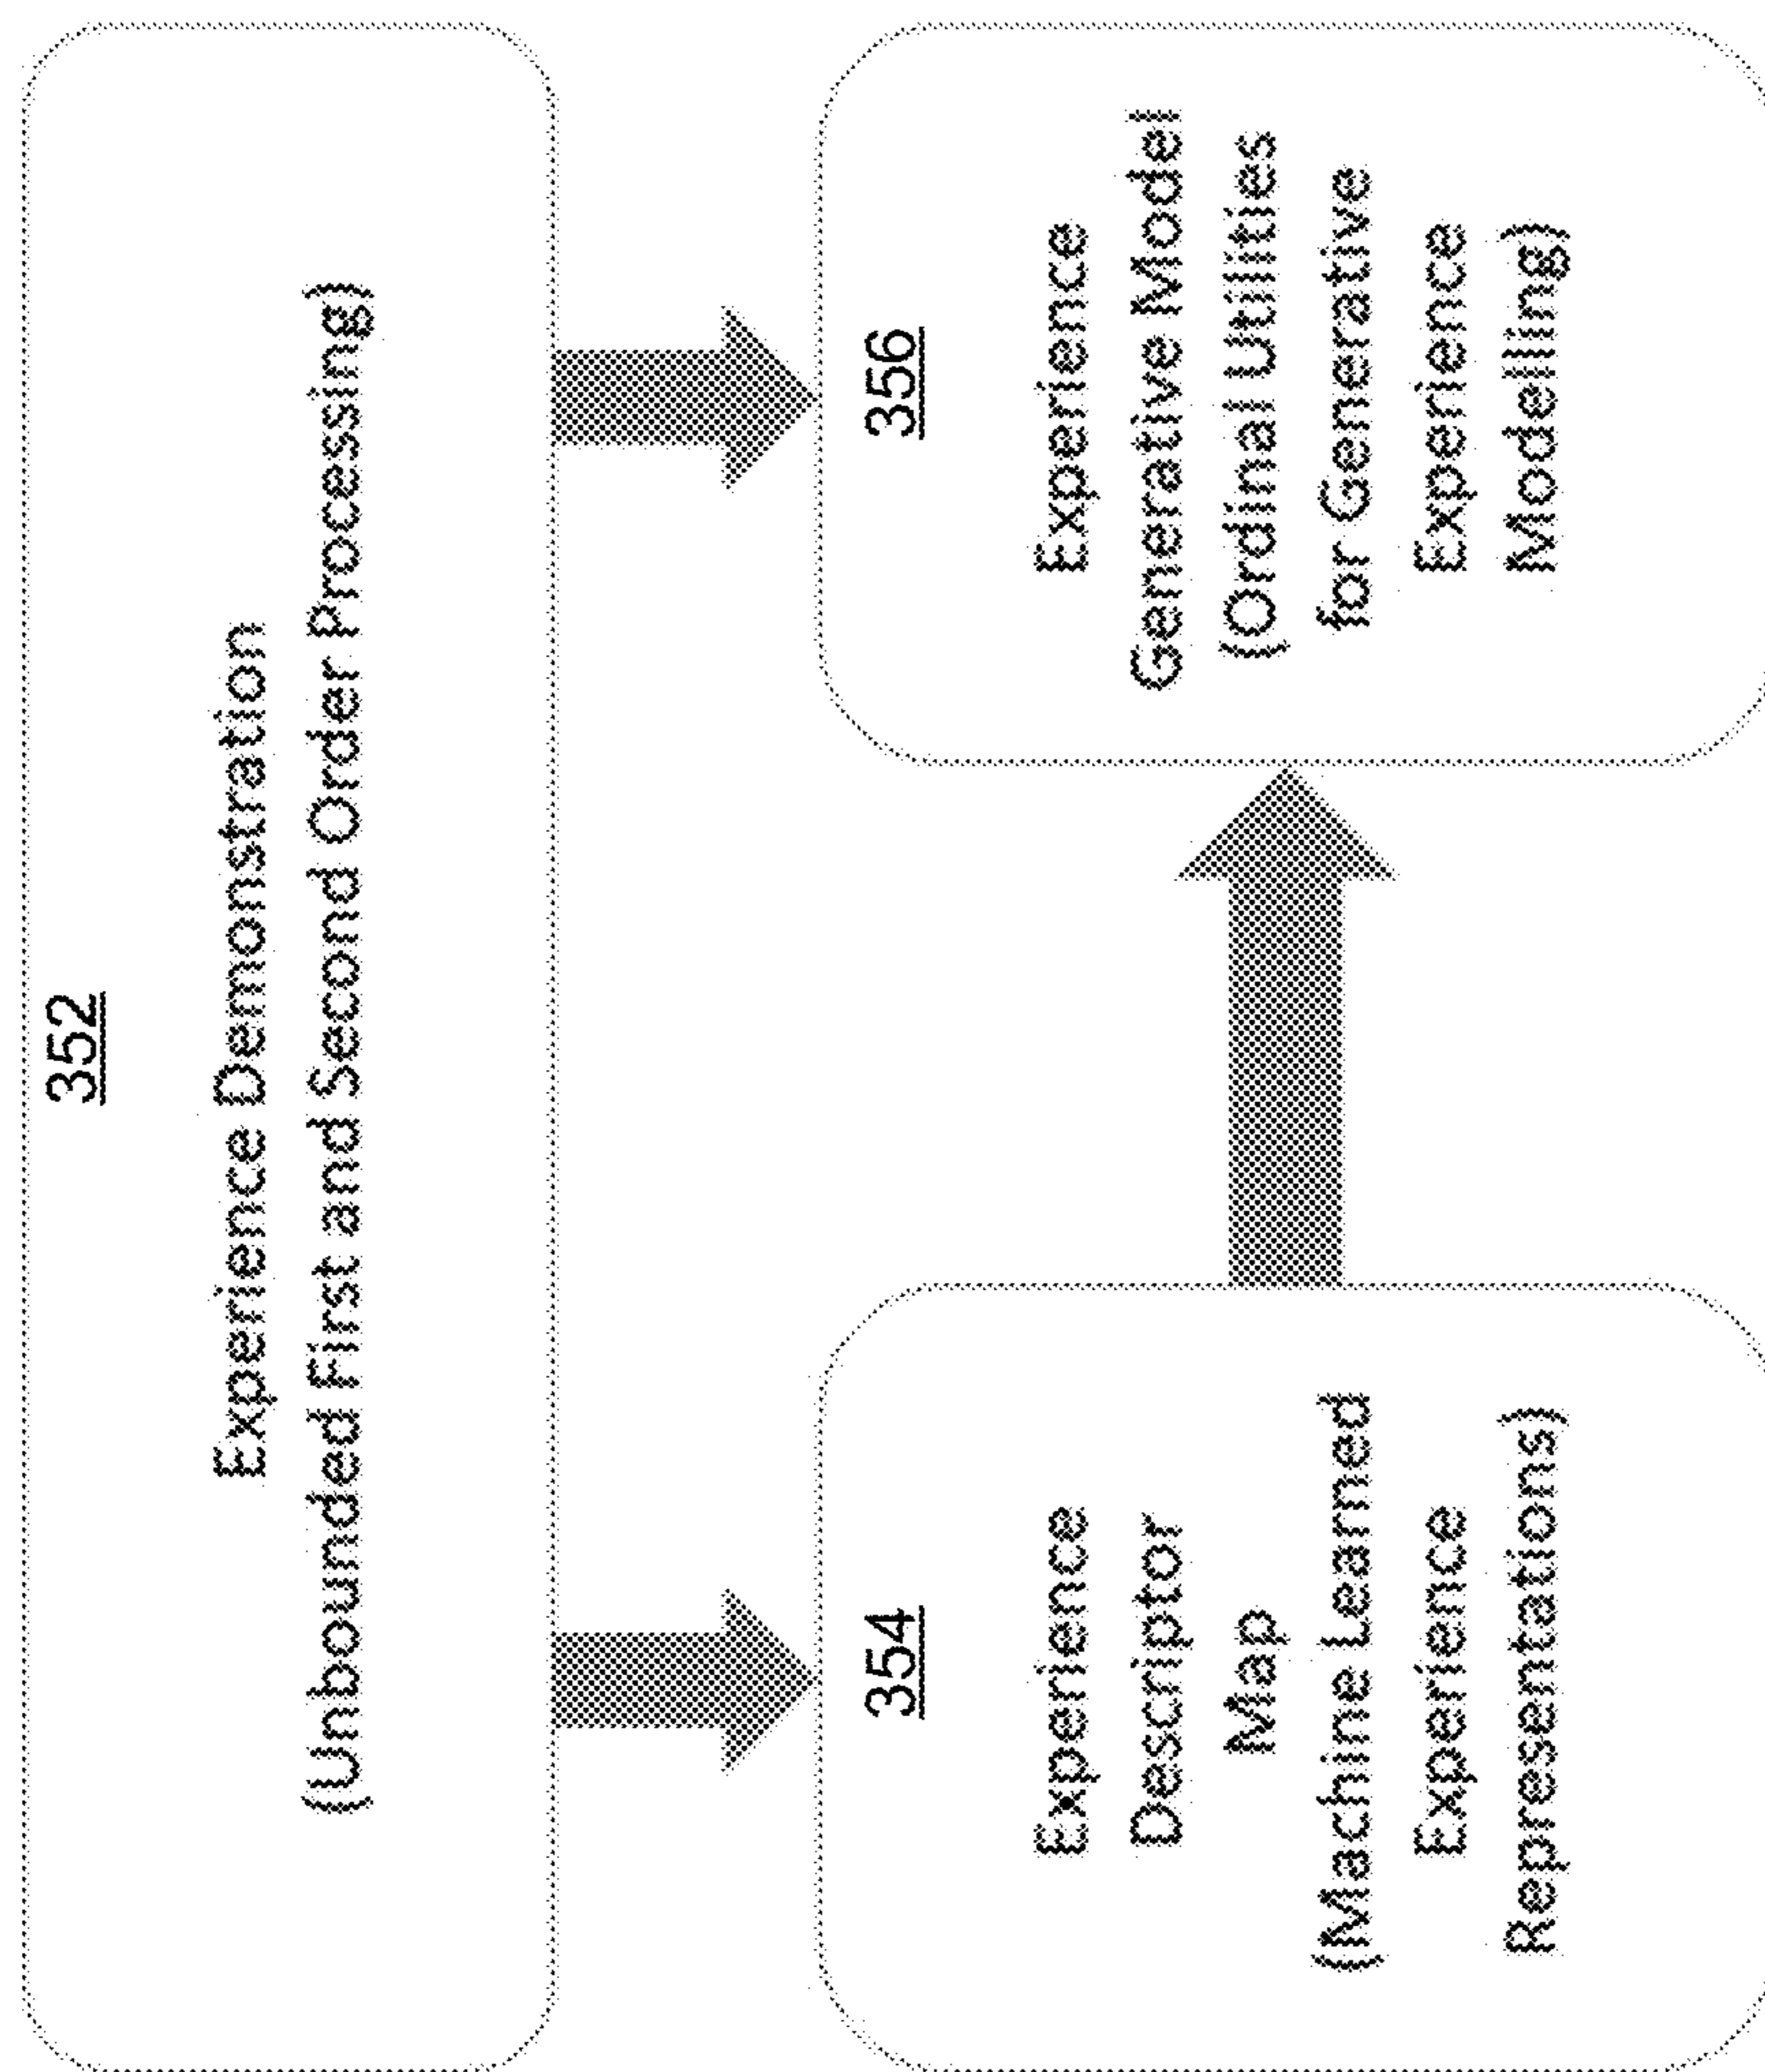 352
Experience Demonstration
(Unbounded First and Second Order Processing)
354
Experience
Descriptor
Map
(Machine Learned
Experience
Representations)
356
Experience
Generative Model
(Ordinal Utilities
for Generative
Experience
Modelling)